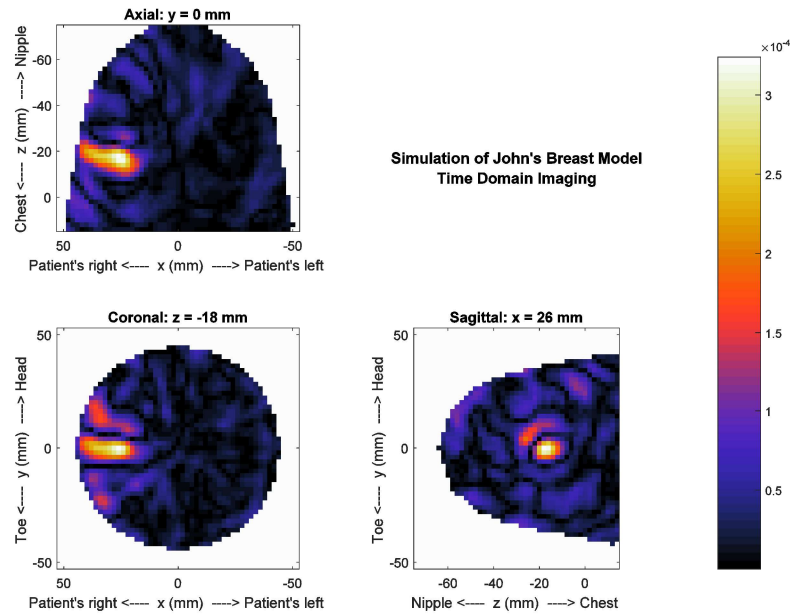 Axial: y = 0 mm
Chest <---- z (mm) ----> Nipple
-60
-40
-20
0
50
0
-50
Patient's right <---- x (mm) ----> Patient's left
Simulation of John's Breast Model
Time Domain Imaging
×10-4
3
2.5
2
1.5
1
0.5
Coronal: z = -18 mm
Toe <---- y (mm) ----> Head
50
0
-50
50
0
-50
Patient's right <---- x (mm) ----> Patient's left
Sagittal: x = 26 mm
Toe <---- y (mm) ----> Head
50
0
-50
-60
-40
-20
0
Nipple <---- z (mm) ----> Chest